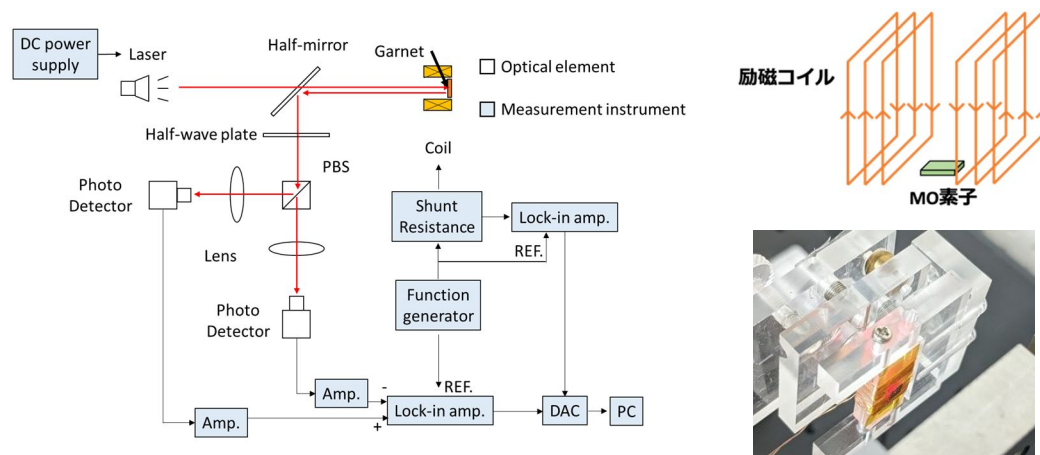 DC power
supply
Laser
Half-mirror
Garnet
Optical element
Measurement instrument
Half-wave plate
PBS
Photo
Detector
Lens
Coil
Shunt
Resistance
Lock-in amp.
REF.
Function
generator
Photo
Detector
REF.
Amp.
-
Lock-in amp.
+
Amp.
DAC
PC
励磁コイル
MO素子